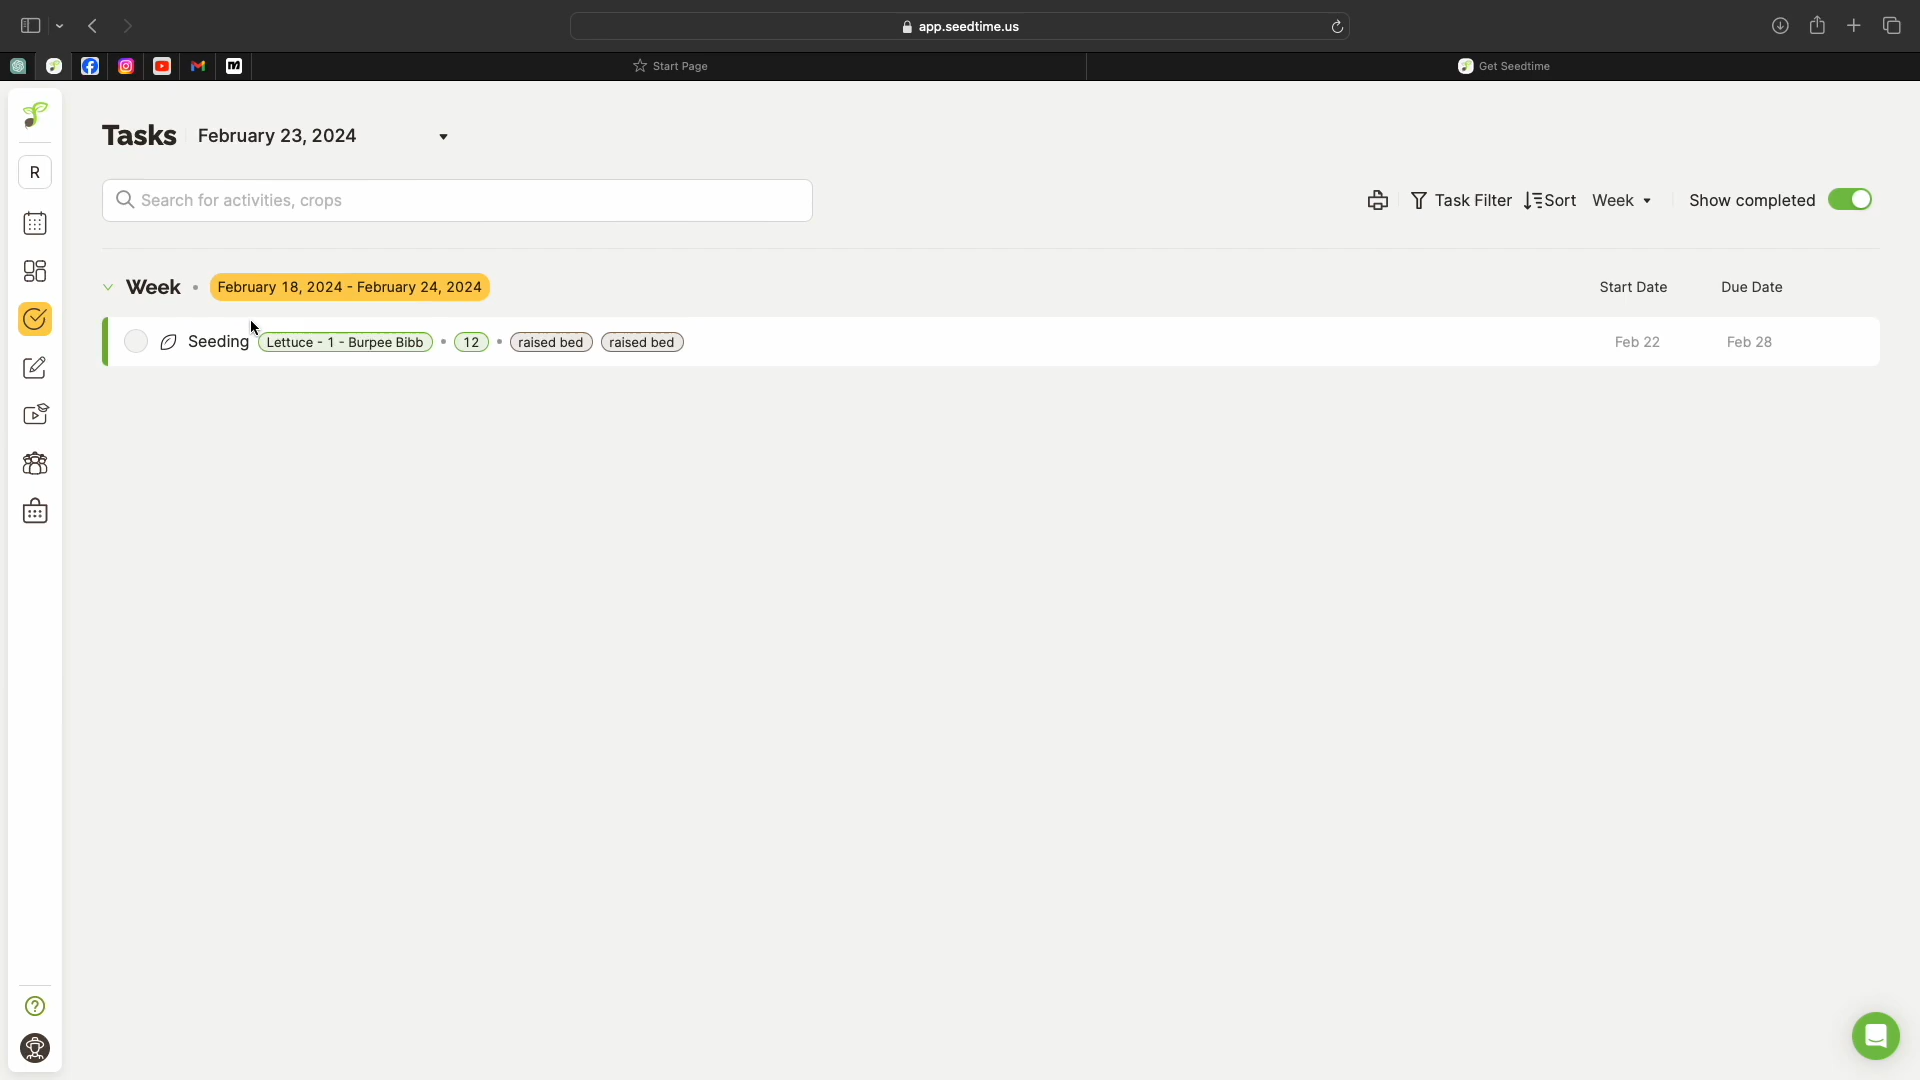 app.seedtime.us
Start Page
Get Seedtime
Tasks February 23, 2024
R
Search for activities, crops
Task Filter Sort Week Show completed
Week • February 18, 2024 - February 24, 2024 Start Date Due Date
Seeding Lettuce - 1 - Burpee Bibb • 12 • raised bed raised bed Feb 22 Feb 28